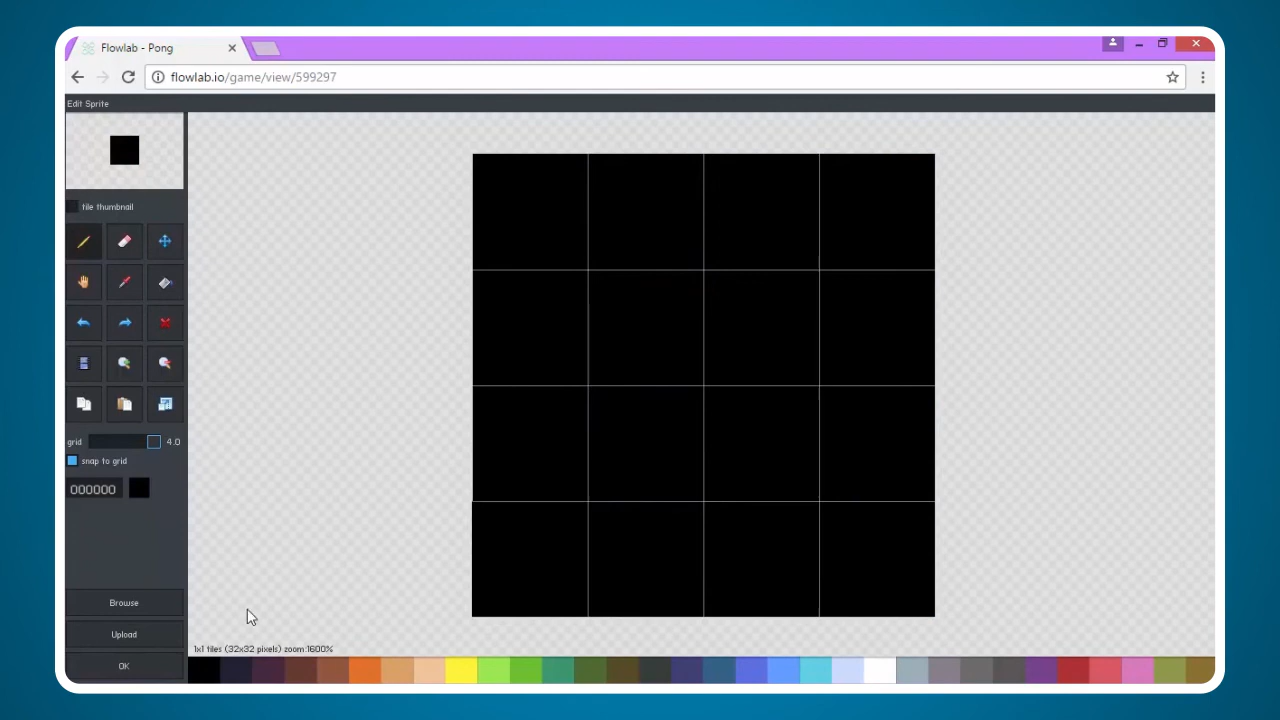 Flowlab - Pong
flowlab.io/game/view/599297
Edit Sprite
tile thumbnail
grid 4.0
snap to grid
000000
Browse
Upload
OK
1x1 tiles (32x32 pixels) zoom:1600%